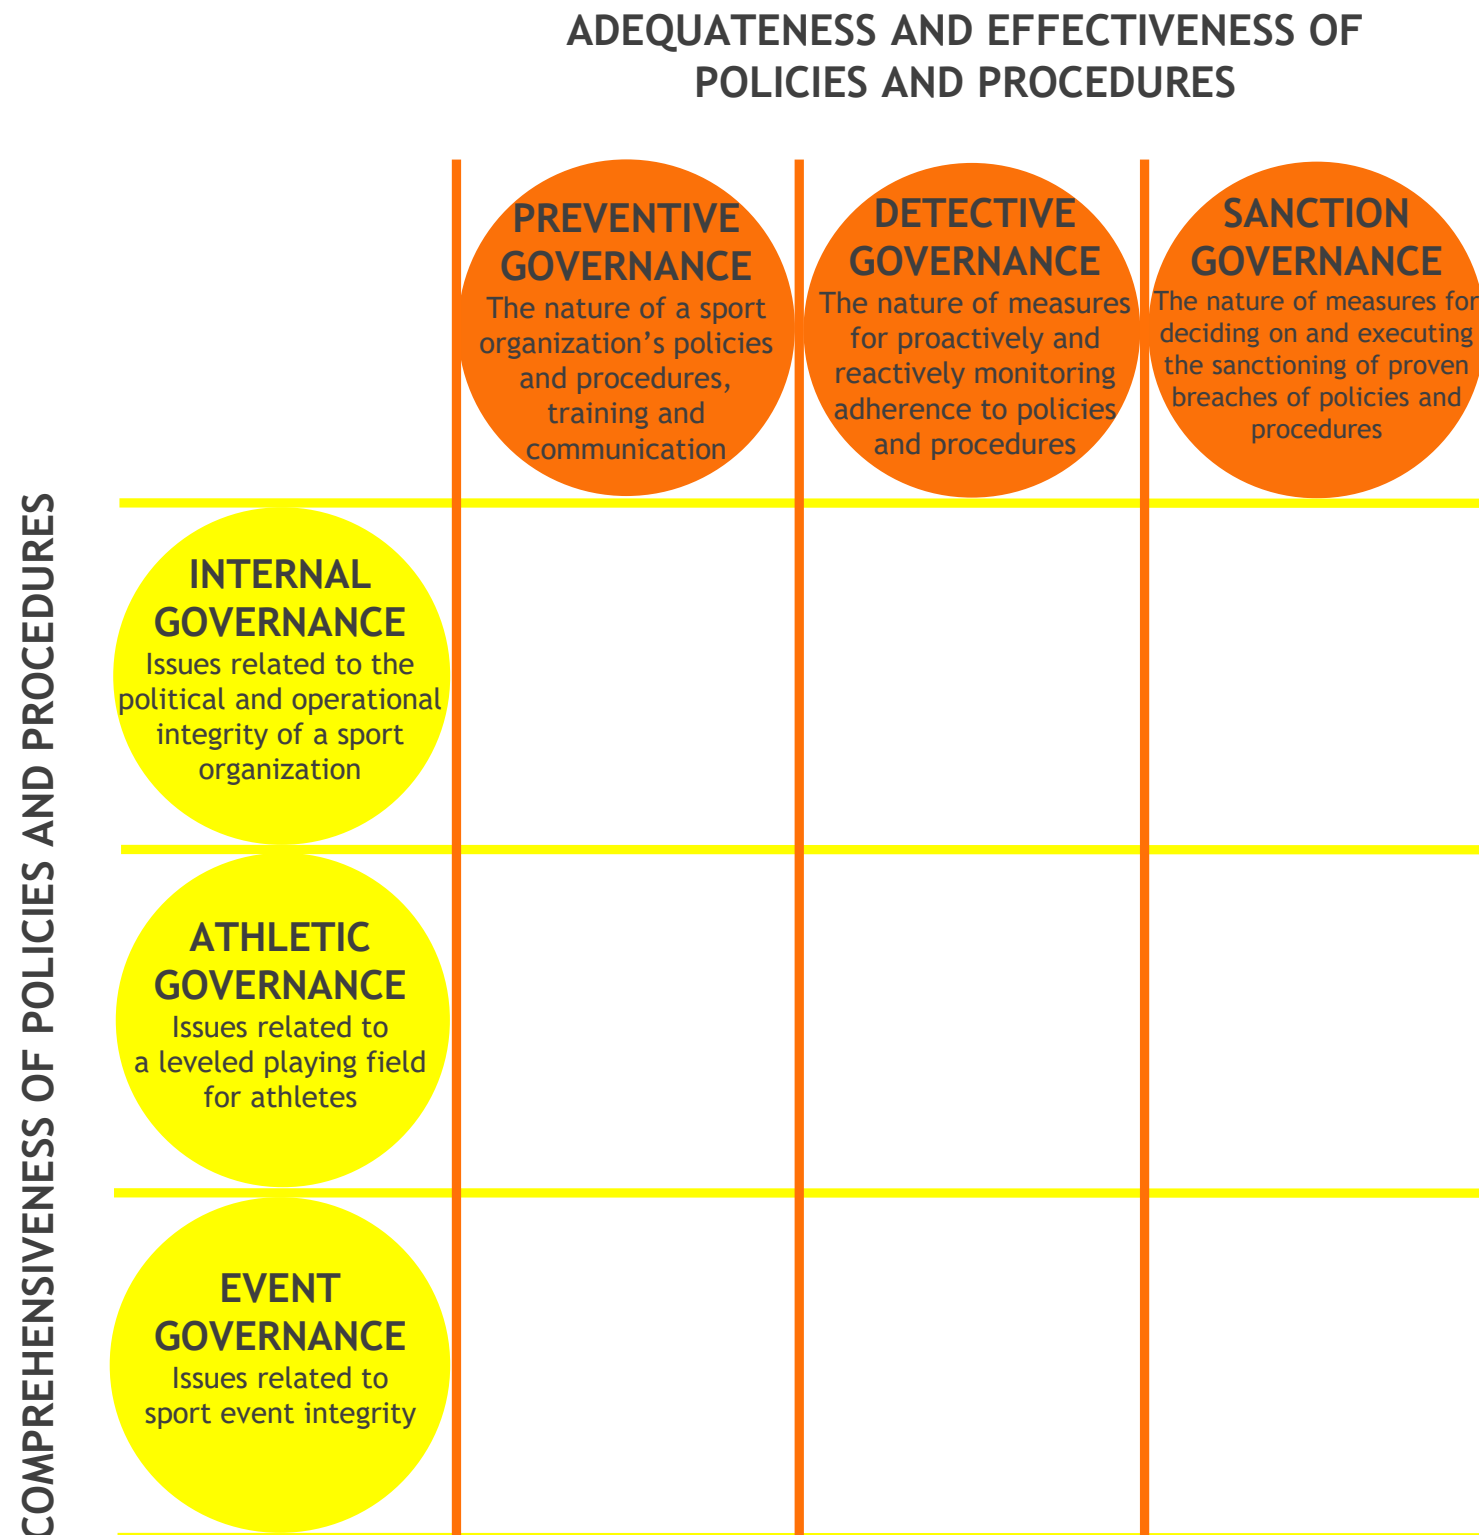 ADEQUATENESS AND EFFECTIVENESS OF
POLICIES AND PROCEDURES
PREVENTIVE
GOVERNANCE
The nature of a sport
organization’s policies
and procedures,
training and
communication
DETECTIVE
GOVERNANCE
The nature of measures
for proactively and
reactively monitoring
adherence to policies
and procedures
SANCTION
GOVERNANCE
The nature of measures for
deciding on and executing
the sanctioning of proven
breaches of policies and
procedures
COMPREHENSIVENESS OF POLICIES AND PROCEDURES
INTERNAL
GOVERNANCE
Issues related to the
political and operational
integrity of a sport
organization
ATHLETIC
GOVERNANCE
Issues related to
a leveled playing field
for athletes
EVENT
GOVERNANCE
Issues related to
sport event integrity